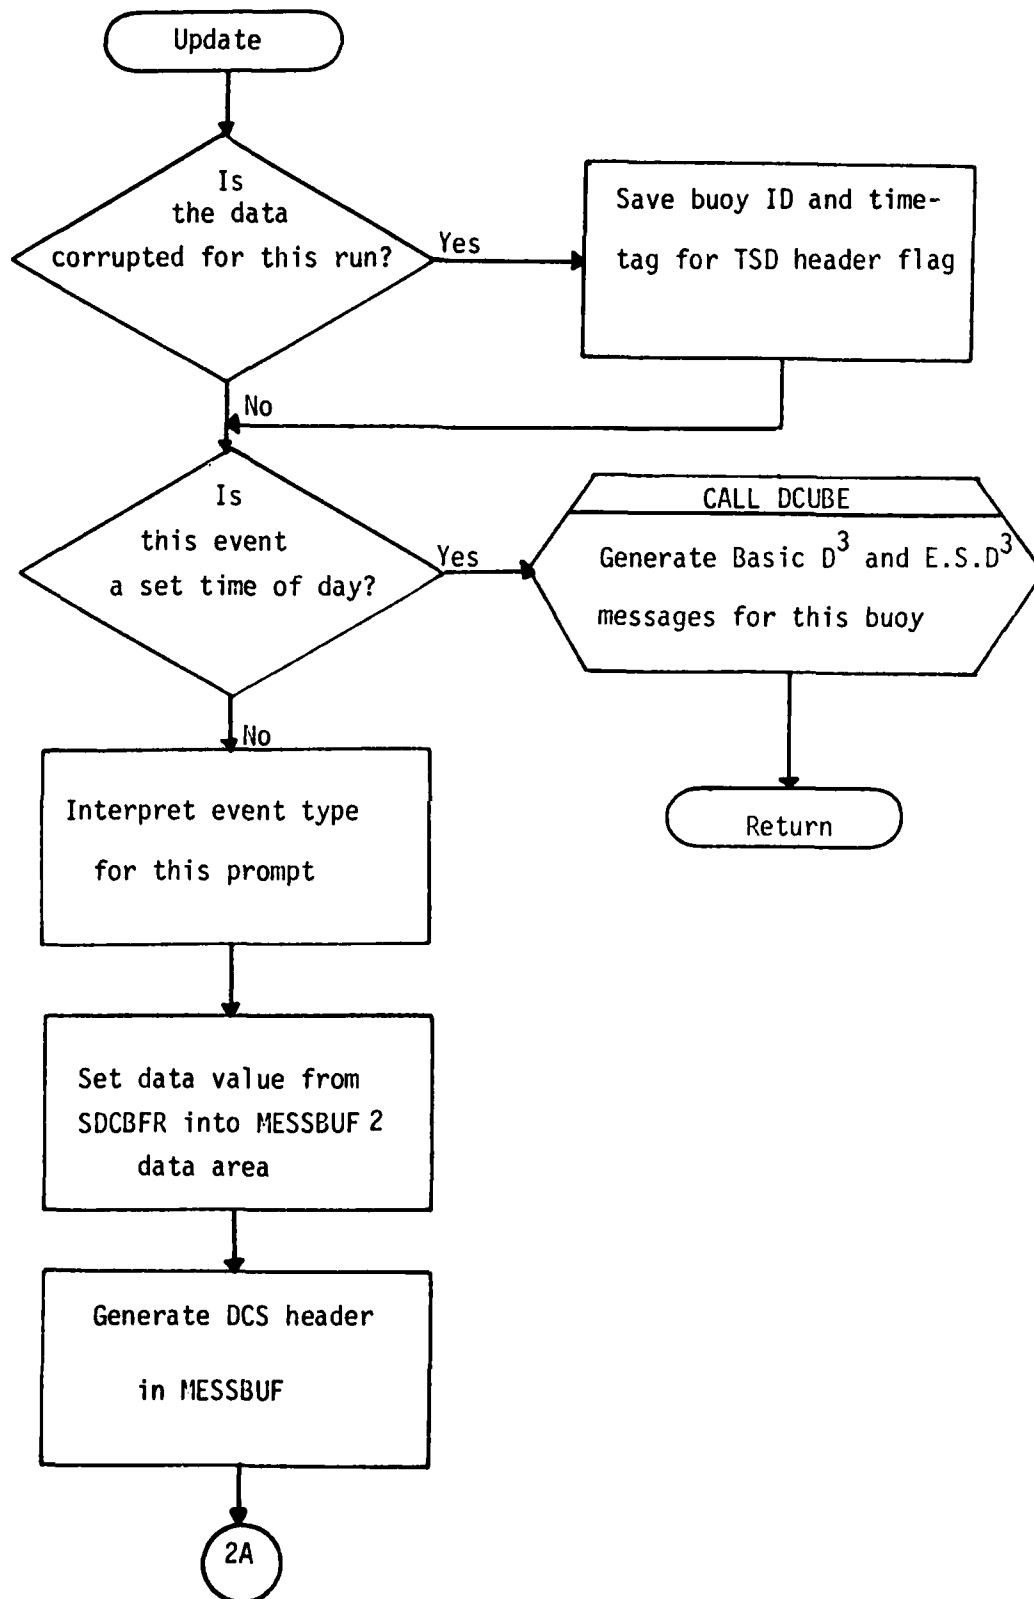 Update
Is
the data
corrupted for this run?
Yes
Save buoy ID and time-
tag for TSD header flag
No
Is
this event
a set time of day?
Yes
CALL DCUBE
Generate Basic D³ and E.S.D³
messages for this buoy
Return
No
Interpret event type
for this prompt
Set data value from
SDCBFR into MESSBUF 2
data area
Generate DCS header
in MESSBUF
2A